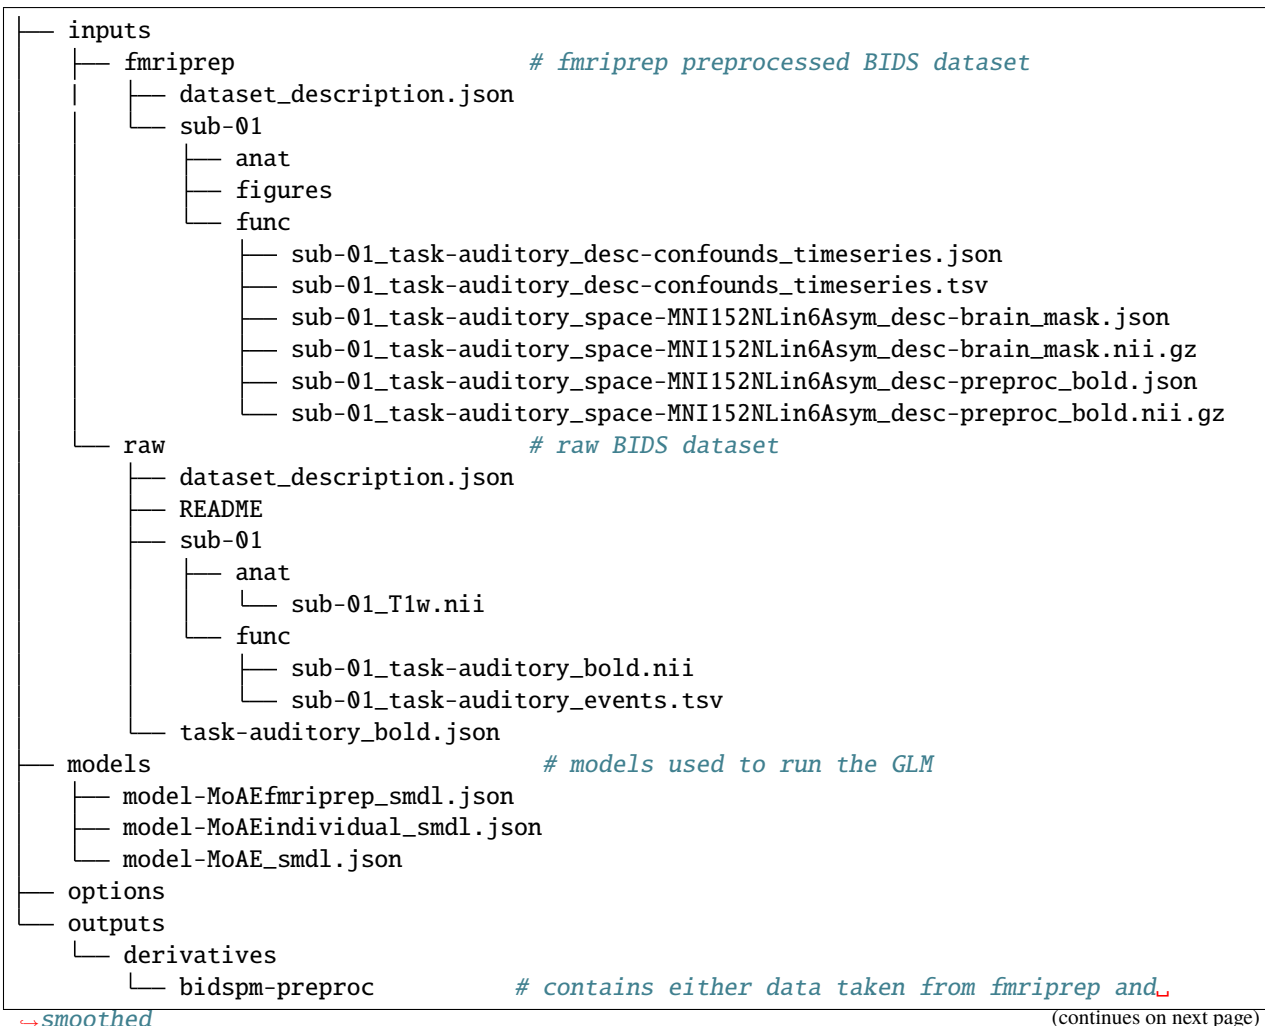 ├── inputs
│   ├── fmriprep                     # fmriprep preprocessed BIDS dataset
│   |   ├── dataset_description.json
│   │   └── sub-01
│   │       ├── anat
│   │       ├── figures
│   │       └── func
│   │           ├── sub-01_task-auditory_desc-confounds_timeseries.json
│   │           ├── sub-01_task-auditory_desc-confounds_timeseries.tsv
│   │           ├── sub-01_task-auditory_space-MNI152NLin6Asym_desc-brain_mask.json
│   │           ├── sub-01_task-auditory_space-MNI152NLin6Asym_desc-brain_mask.nii.gz
│   │           ├── sub-01_task-auditory_space-MNI152NLin6Asym_desc-preproc_bold.json
│   │           └── sub-01_task-auditory_space-MNI152NLin6Asym_desc-preproc_bold.nii.gz
│   └── raw                          # raw BIDS dataset
│       ├── dataset_description.json
│       ├── README
│       ├── sub-01
│       │   ├── anat
│       │   │   └── sub-01_T1w.nii
│       │   └── func
│       │       ├── sub-01_task-auditory_bold.nii
│       │       └── sub-01_task-auditory_events.tsv
│       └── task-auditory_bold.json
├── models                            # models used to run the GLM
│   ├── model-MoAEfmriprep_smdl.json
│   ├── model-MoAEindividual_smdl.json
│   └── model-MoAE_smdl.json
├── options
└── outputs
    └── derivatives
        └── bidspm-preproc          # contains either data taken from fmriprep and␣
↪smoothed
(continues on next page)